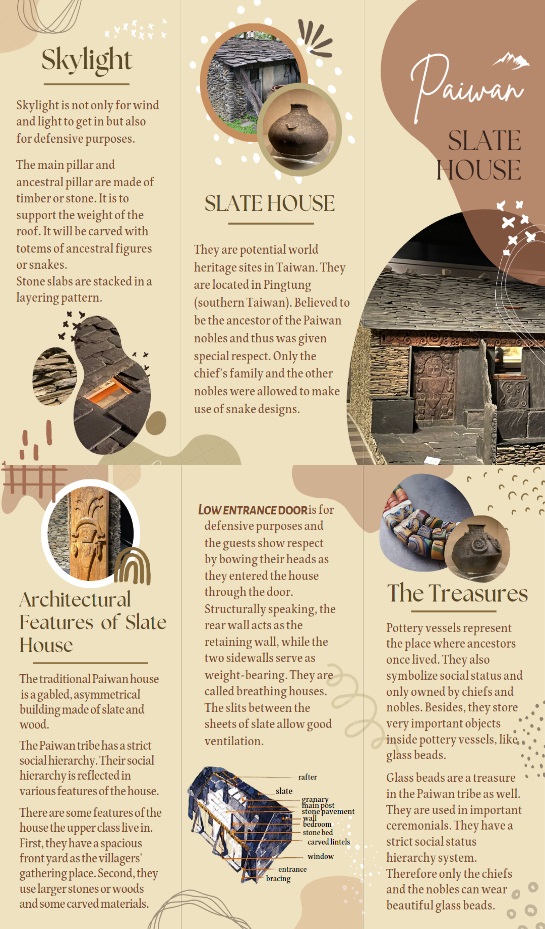 Skylight
Skylight is not only for wind
and light to get in but also
for defensive purposes.
The main pillar and
ancestral pillar are made of
timber or stone. It is to
support the weight of the
roof. It will be carved with
totems of ancestral figures
or snakes.
Stone slabs are stacked in a
layering pattern.
SLATE HOUSE
They are potential world
heritage sites in Taiwan. They
are located in Pingtung
(southern Taiwan). Believed to
be the ancestor of the Paiwan
nobles and thus was given
special respect. Only the
chief's family and the other
nobles were allowed to make
use of snake designs.
Paiwan
SLATE
HOUSE
Architectural
Features of Slate
House
The traditional Paiwan house
is a gabled, asymmetrical
building made of slate and
wood.
The Paiwan tribe has a strict
social hierarchy. Their social
hierarchy is reflected in
various features of the house.
There are some features of the
house the upper class live in.
First, they have a spacious
front yard as the villagers'
gathering place. Second, they
use larger stones or woods
and some carved materials.
LOW ENTRANCE DOOR is for
defensive purposes and
the guests show respect
by bowing their heads as
they entered the house
through the door.
Structurally speaking, the
rear wall acts as the
retaining wall, while the
two sidewalls serve as
weight-bearing. They are
called breathing houses.
The slits between the
sheets of slate allow good
ventilation.
rafter
slate
granary
main post
stone pavement
wall
bedroom
stone bed
carved lintels
window
entrance
bracing
The Treasures
Pottery vessels represent
the place where ancestors
once lived. They also
symbolize social status and
only owned by chiefs and
nobles. Besides, they store
very important objects
inside pottery vessels, like
glass beads.
Glass beads are a treasure
in the Paiwan tribe as well.
They are used in important
ceremonials. They have a
strict social status
hierarchy system.
Therefore only the chiefs
and the nobles can wear
beautiful glass beads.